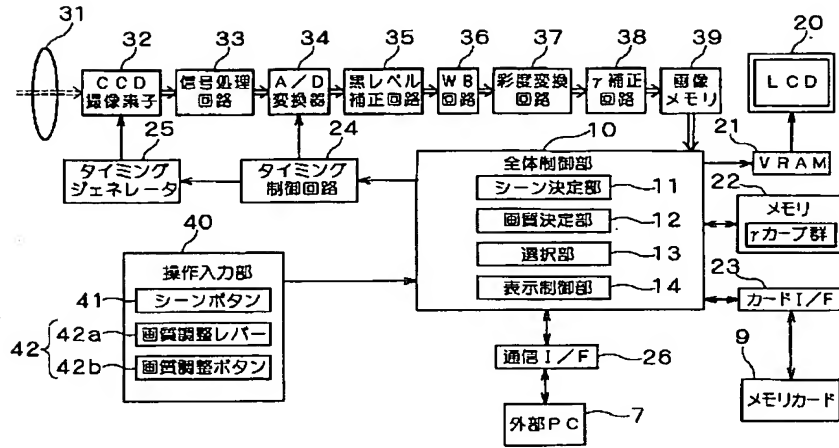 31
32
33
34
35
36
37
38
39
20
CCD
撮像素子
信号処理
回路
A/D
変換器
黒レベル
補正回路
WB
回路
彩度変換
回路
γ補正
回路
画像
メモリ
LCD
25
24
10
21
タイミング
ジェネレータ
タイミング
制御回路
全体制御部
VRAM
シーン決定部
11
22
画質決定部
12
メモリ
γカーブ群
選択部
13
23
表示制御部
14
カードI/F
40
操作入力部
41
シーンボタン
42
42a
画質調整レバー
42b
画質調整ボタン
通信I/F
26
9
メモリカード
外部PC
7